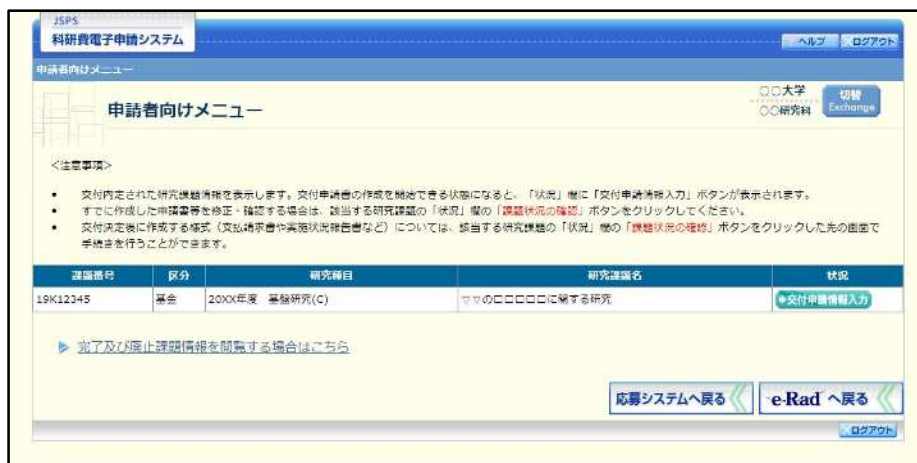 JSPS
科研費電子申請システム
ヘルプ ログアウト
申請者向けメニュー
申請者向けメニュー
○○大学
○○研究科
切替
Exchange
<注意事項>
• 交付内定された研究課題情報を表示します。交付申請書の作成を開始できる状態になると、「状況」欄に「交付申請情報入力」ボタンが表示されます。
• すでに作成した申請書等を修正・確認する場合は、該当する研究課題の「状況」欄の「課題状況の確認」ボタンをクリックしてください。
• 交付決定後に作成する様式（支払請求書や実施状況報告書など）については、該当する研究課題の「状況」欄の「課題状況の確認」ボタンをクリックした先の画面で
手続きを行うことができます。
課題番号 区分 研究種目 研究課題名 状況
19K12345 基金 20XX年度 基盤研究(C) ▽▽の□□□□□に関する研究 交付申請情報入力
完了及び廃止課題情報を閲覧する場合はこちら
応募システムへ戻る e-Rad へ戻る
ログアウト